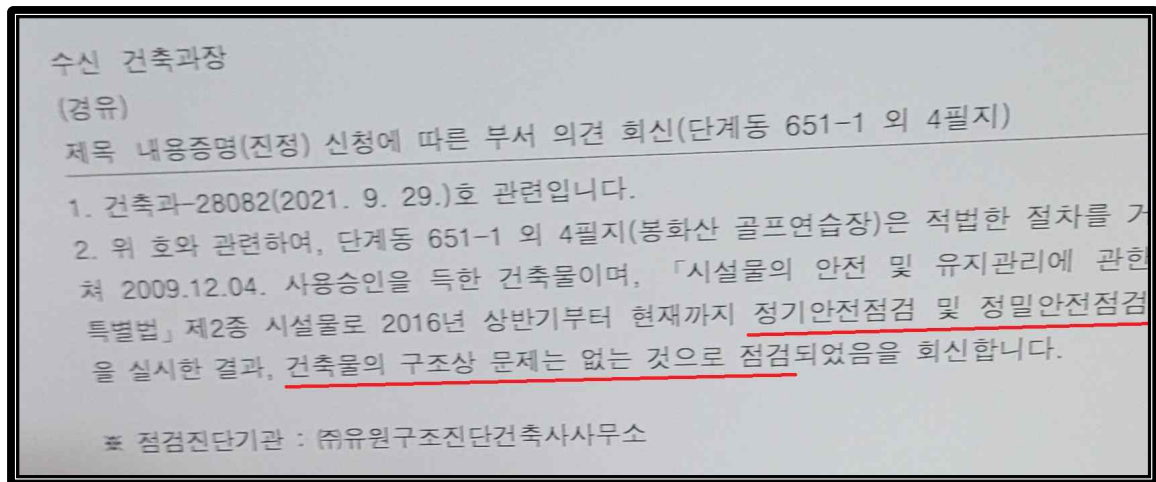 수신 건축과장
(경유)
제목 내용증명(진정) 신청에 따른 부서 의견 회신(단계동 651-1 외 4필지)
1. 건축과-28082(2021. 9. 29.)호 관련입니다.
2. 위 호와 관련하여, 단계동 651-1 외 4필지(봉화산 골프연습장)은 적법한 절차를 거
쳐 2009.12.04. 사용승인을 득한 건축물이며, 「시설물의 안전 및 유지관리에 관한
특별법」 제2종 시설물로 2016년 상반기부터 현재까지 정기안전점검 및 정밀안전점검
을 실시한 결과, 건축물의 구조상 문제는 없는 것으로 점검되었음을 회신합니다.
※ 점검진단기관 : ㈜유원구조진단건축사사무소